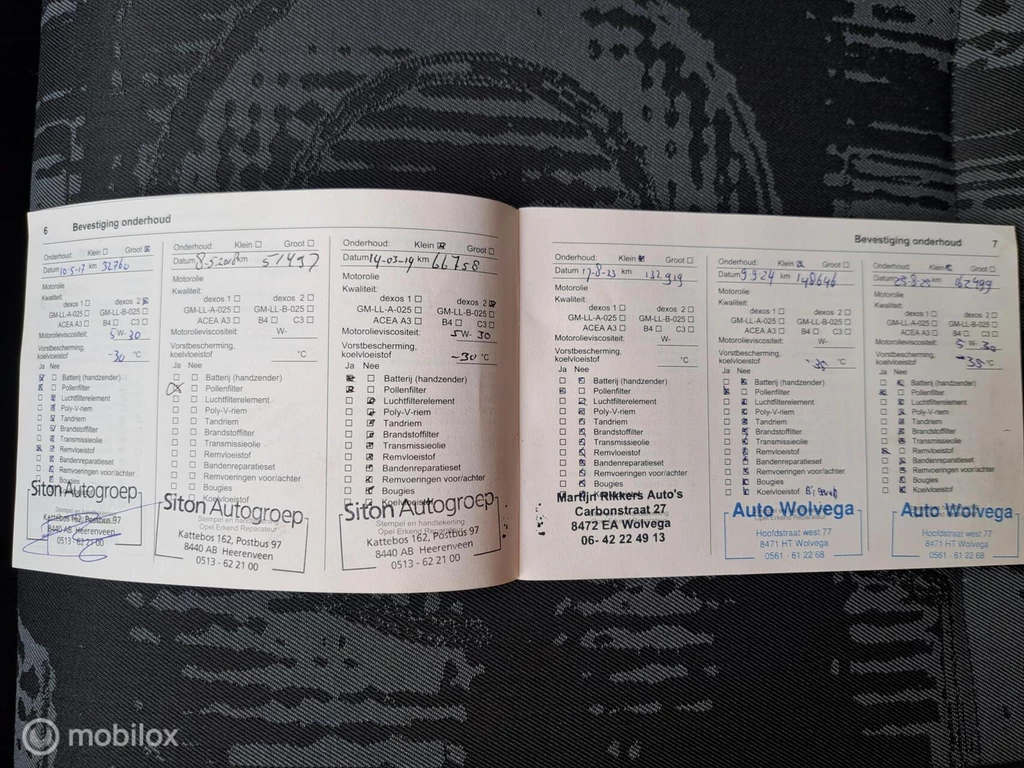 6 Bevestiging onderhoud
Onderhoud: Klein Groot
Datum 10-5-17 km 32760
Motorolie
Kwaliteit:
dexos 1 dexos 2
GM-LL-A-025 GM-LL-B-025
ACEA A3 B4 C3
Motorolieviscositeit: 5 W- 30
Vorstbescherming,
koelvloeistof -30 °C
Ja Nee
Batterij (handzender)
Pollenfilter
Luchtfilterelement
Poly-V-riem
Tandriem
Brandstoffilter
Transmissieolie
Remvloeistof
Bandenreparatieset
Remvoeringen voor/achter
Bougies
Siton Autogroep
Kattebos 162, Postbus 97
8440 AB Heerenveen
0513 - 62 21 00
Onderhoud: Klein Groot
Datum 8-5-2018 km 51497
Motorolie
Kwaliteit:
dexos 1 dexos 2
GM-LL-A-025 GM-LL-B-025
ACEA A3 B4 C3
Motorolieviscositeit: W-
Vorstbescherming,
koelvloeistof °C
Ja Nee
Batterij (handzender)
Pollenfilter
Luchtfilterelement
Poly-V-riem
Tandriem
Brandstoffilter
Transmissieolie
Remvloeistof
Bandenreparatieset
Remvoeringen voor/achter
Bougies
Koelvloeistof
Siton Autogroep
Stempel en handtekening
Opel Erkend Reparateur
Kattebos 162, Postbus 97
8440 AB Heerenveen
0513 - 62 21 00
Onderhoud: Klein Groot
Datum 14-03-19 km 66758
Motorolie
Kwaliteit:
dexos 1 dexos 2
GM-LL-A-025 GM-LL-B-025
ACEA A3 B4 C3
Motorolieviscositeit: 5 W- 30
Vorstbescherming,
koelvloeistof -30 °C
Ja Nee
Batterij (handzender)
Pollenfilter
Luchtfilterelement
Poly-V-riem
Tandriem
Brandstoffilter
Transmissieolie
Remvloeistof
Bandenreparatieset
Remvoeringen voor/achter
Bougies
Siton Autogroep
Stempel en handtekening
Opel Erkend Reparateur
Kattebos 162, Postbus 97
8440 AB Heerenveen
0513 - 62 21 00
Bevestiging onderhoud 7
Onderhoud: Klein Groot
Datum 17-8-23 km 132919
Motorolie
Kwaliteit:
dexos 1 dexos 2
GM-LL-A-025 GM-LL-B-025
ACEA A3 B4 C3
Motorolieviscositeit: W-
Vorstbescherming,
koelvloeistof °C
Ja Nee
Batterij (handzender)
Pollenfilter
Luchtfilterelement
Poly-V-riem
Tandriem
Brandstoffilter
Transmissieolie
Remvloeistof
Bandenreparatieset
Remvoeringen voor/achter
Bougies
Martijn Rikkers Auto's
Carbonstraat 27
8472 EA Wolvega
06- 42 22 49 13
Onderhoud: Klein Groot
Datum 9-9-24 km 148646
Motorolie
Kwaliteit:
dexos 1 dexos 2
GM-LL-A-025 GM-LL-B-025
ACEA A3 B4 C3
Motorolieviscositeit: W-
Vorstbescherming,
koelvloeistof -35 °C
Ja Nee
Batterij (handzender)
Pollenfilter
Luchtfilterelement
Poly-V-riem
Tandriem
Brandstoffilter
Transmissieolie
Remvloeistof
Bandenreparatieset
Remvoeringen voor/achter
Bougies
Koelvloeistof
Auto Wolvega
Opel Erkend Reparateur
Hoofdstraat west 77
8471 HT Wolvega
0561 - 61 22 68
Onderhoud: Klein Groot
Datum 25-8-25 km
Motorolie
Kwaliteit:
dexos 1 dexos 2
GM-LL-A-025 GM-LL-B-025
ACEA A3 B4 C3
Motorolieviscositeit: 5 W- 30
Vorstbescherming,
koelvloeistof -35 °C
Ja Nee
Batterij (handzender)
Pollenfilter
Luchtfilterelement
Poly-V-riem
Tandriem
Brandstoffilter
Transmissieolie
Remvloeistof
Bandenreparatieset
Remvoeringen voor/achter
Bougies
Koelvloeistof
Auto Wolvega
Hoofdstraat west 77
8471 HT Wolvega
0561 - 61 22 68
mobilox